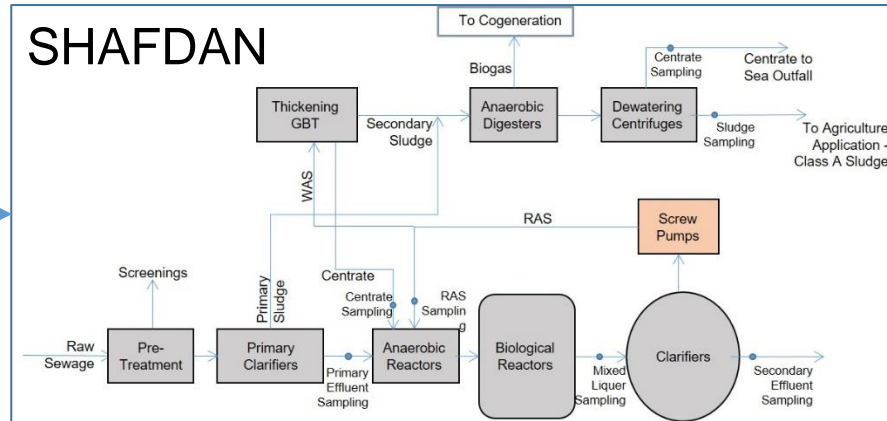 SHAFDAN
To Cogeneration
Biogas
Centrate
Sampling
Centrate to
Sea Outfall
Thickening
GBT
Secondary
Sludge
Anaerobic
Digesters
Dewatering
Centrifuges
Sludge
Sampling
To Agriculture
Application -
Class A Sludge
WAS
RAS
Screw
Pumps
Screenings
Primary
Sludge
Centrate
Centrate
Sampling
RAS
Samplin
g
Raw
Sewage
Pre-
Treatment
Primary
Clarifiers
Primary
Effluent
Sampling
Anaerobic
Reactors
Biological
Reactors
Mixed
Liquer
Sampling
Clarifiers
Secondary
Effluent
Sampling